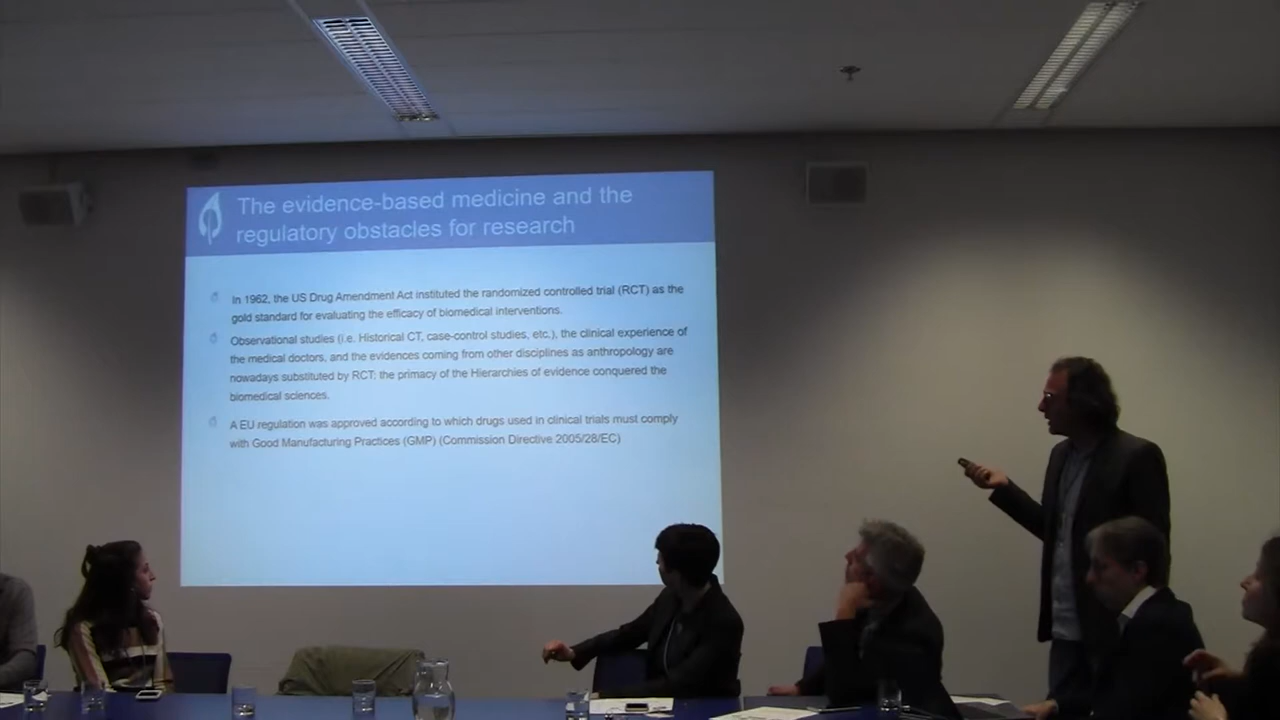 The evidence-based medicine and the
regulatory obstacles for research
In 1962, the US Drug Amendment Act instituted the randomized controlled trial (RCT) as the
gold standard for evaluating the efficacy of biomedical interventions.
Observational studies (i.e. Historical CT, case-control studies, etc.), the clinical experience of
the medical doctors, and the evidences coming from other disciplines as anthropology are
nowadays substituted by RCT: the primacy of the Hierarchies of evidence conquered the
biomedical sciences.
A EU regulation was approved according to which drugs used in clinical trials must comply
with Good Manufacturing Practices (GMP) (Commission Directive 2005/28/EC)